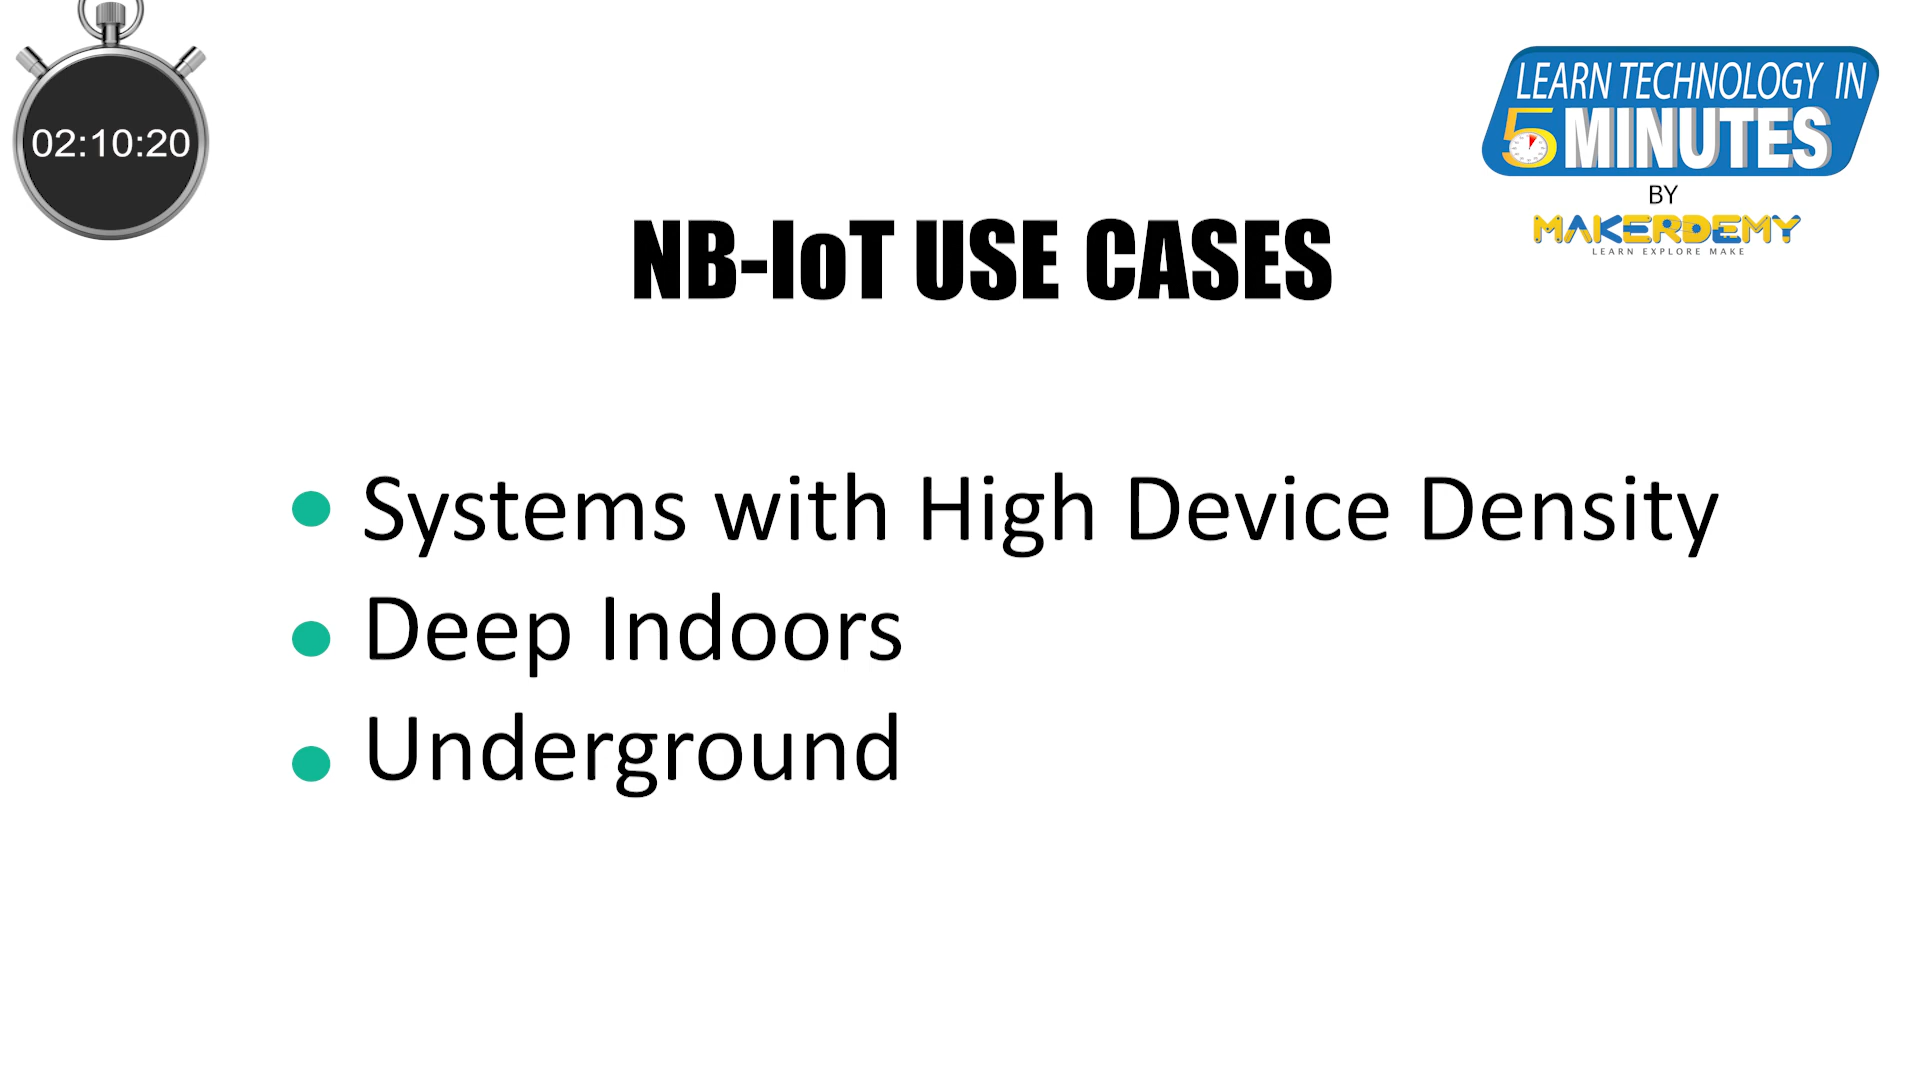 02:10:20
LEARN TECHNOLOGY IN
5 MINUTES
BY
MAKERDEMY
LEARN EXPLORE MAKE
NB-IoT USE CASES
Systems with High Device Density
Deep Indoors
Underground